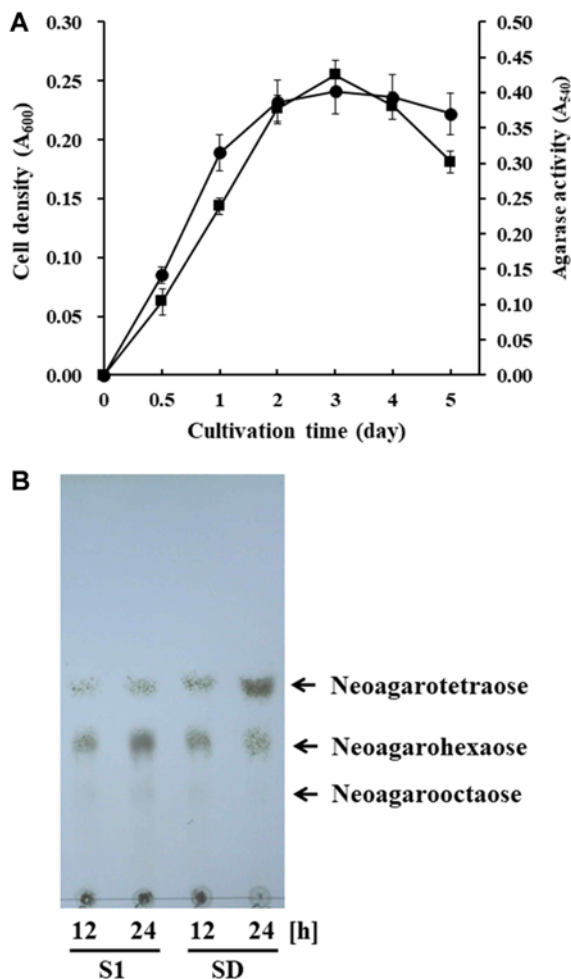 A
Cell density (A600)
0.30
0.25
0.20
0.15
0.10
0.05
0.00
0.50
0.45
0.40
0.35
0.30
0.25
0.20
0.15
0.10
0.05
0.00
Agarase activity (A540)
0 0.5 1 2 3 4 5
Cultivation time (day)
B
Neoagarotetraose
Neoagarohexaose
Neoagarooctaose
12 24 12 24 [h]
S1 SD